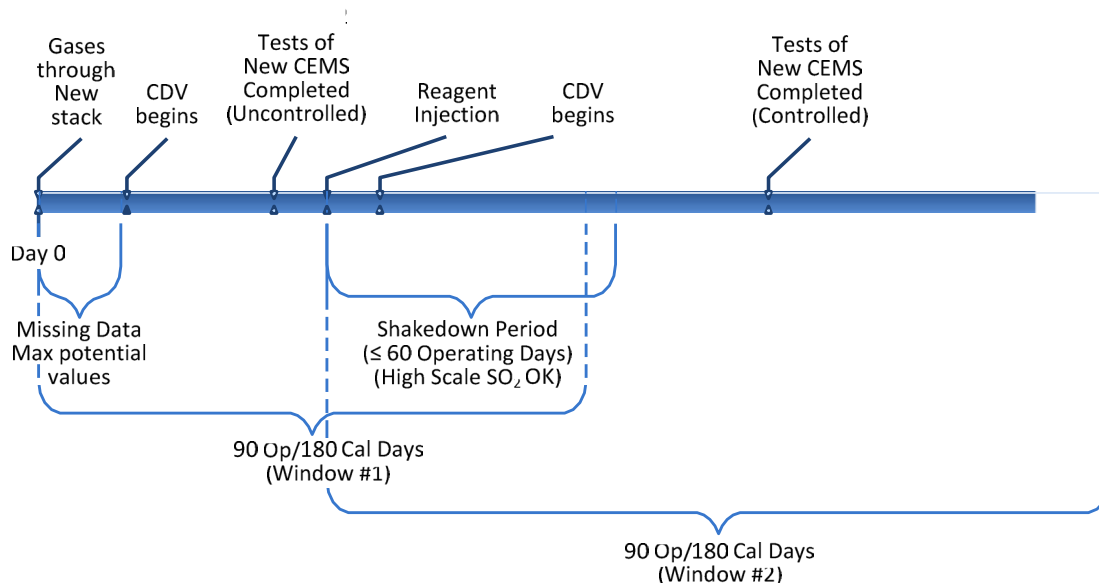 Gases
through
New
stack
CDV
begins
Tests of
New CEMS
Completed
(Uncontrolled)
Reagent
Injection
CDV
begins
Tests of
New CEMS
Completed
(Controlled)
Day 0
Missing Data
Max potential
values
Shakedown Period
(≤ 60 Operating Days)
(High Scale SO₂ OK)
90 Op/180 Cal Days
(Window #1)
90 Op/180 Cal Days
(Window #2)